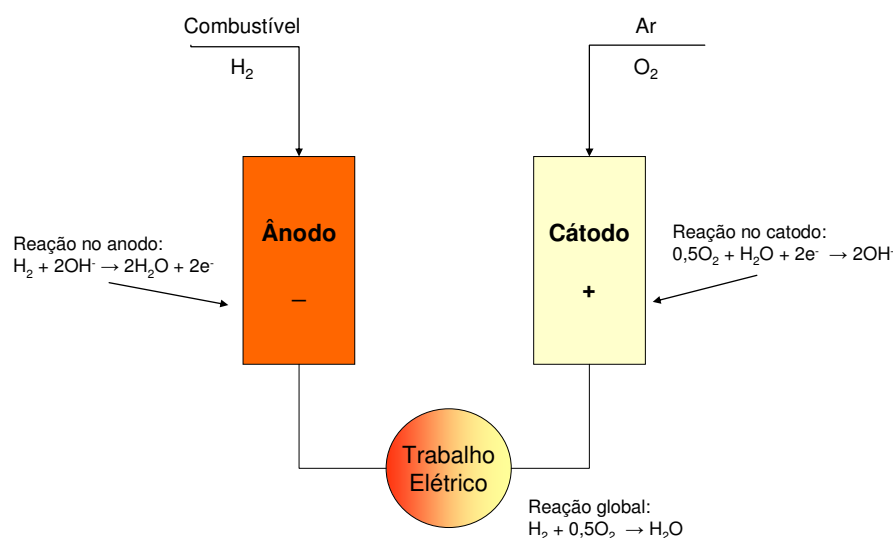 Combustível
H₂
Ar
O₂
Ânodo
–
Cátodo
+
Reação no anodo:
H₂ + 2OH⁻ → 2H₂O + 2e⁻
Reação no catodo:
0,5O₂ + H₂O + 2e⁻ → 2OH⁻
Trabalho
Elétrico
Reação global:
H₂ + 0,5O₂ → H₂O